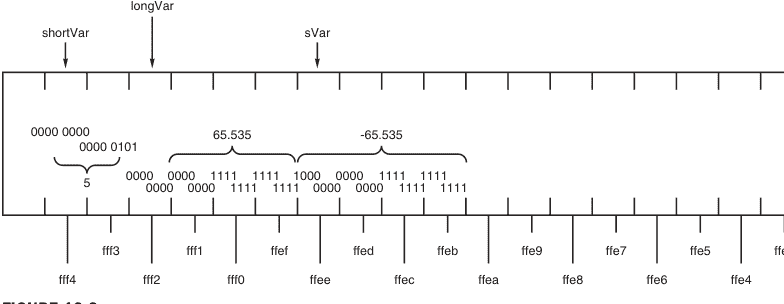 longVar
shortVar sVar
0000 0000
0000 0101
5
65.535
-65.535
0000 0000 1111 1111 1000 0000 1111 1111
0000 0000 1111 1111 0000 0000 1111 1111
fff3 fff1 ffef ffed ffeb ffe9 ffe7 ffe5
fff4 fff2 fff0 ffee ffec ffea ffe8 ffe6 ffe4